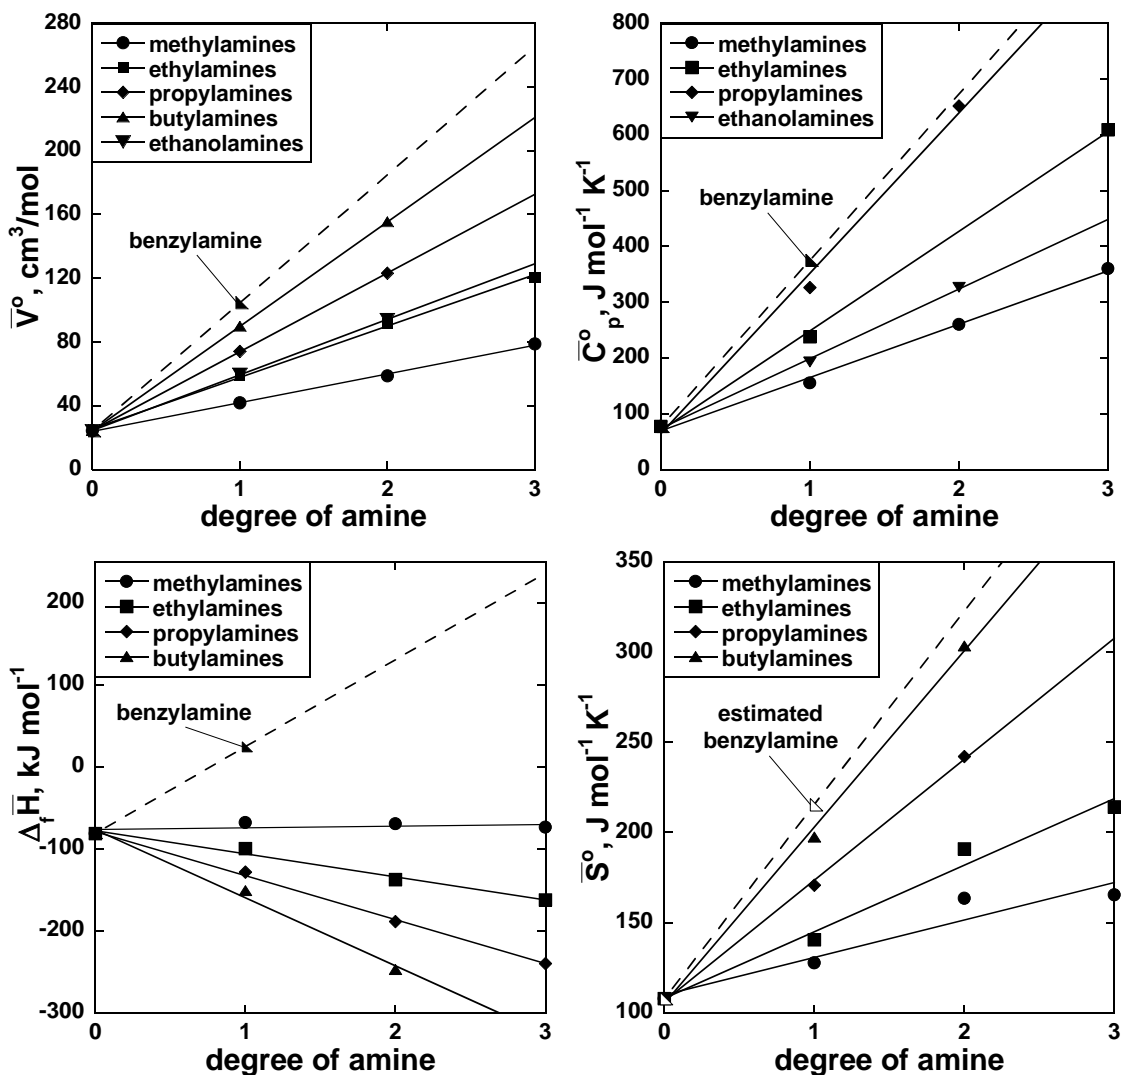 280
240
200
160
120
80
40
0
V̅°, cm³/mol
methylamines
ethylamines
propylamines
butylamines
ethanolamines
benzylamine
0 1 2 3
degree of amine
800
700
600
500
400
300
200
100
0
C̅°p, J mol⁻¹ K⁻¹
methylamines
ethylamines
propylamines
ethanolamines
benzylamine
0 1 2 3
degree of amine
200
100
0
-100
-200
-300
ΔfH̅, kJ mol⁻¹
methylamines
ethylamines
propylamines
butylamines
benzylamine
0 1 2 3
degree of amine
350
300
250
200
150
100
S̅°, J mol⁻¹ K⁻¹
methylamines
ethylamines
propylamines
butylamines
estimated
benzylamine
0 1 2 3
degree of amine